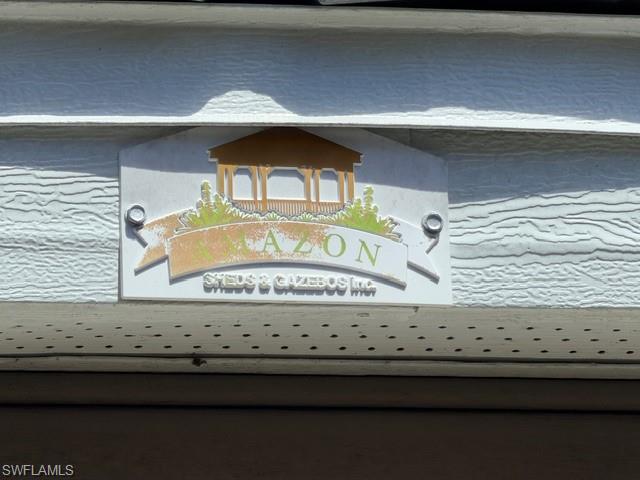 AMAZON
SHEDS & GAZEBOS Inc.
SWFLAMLS